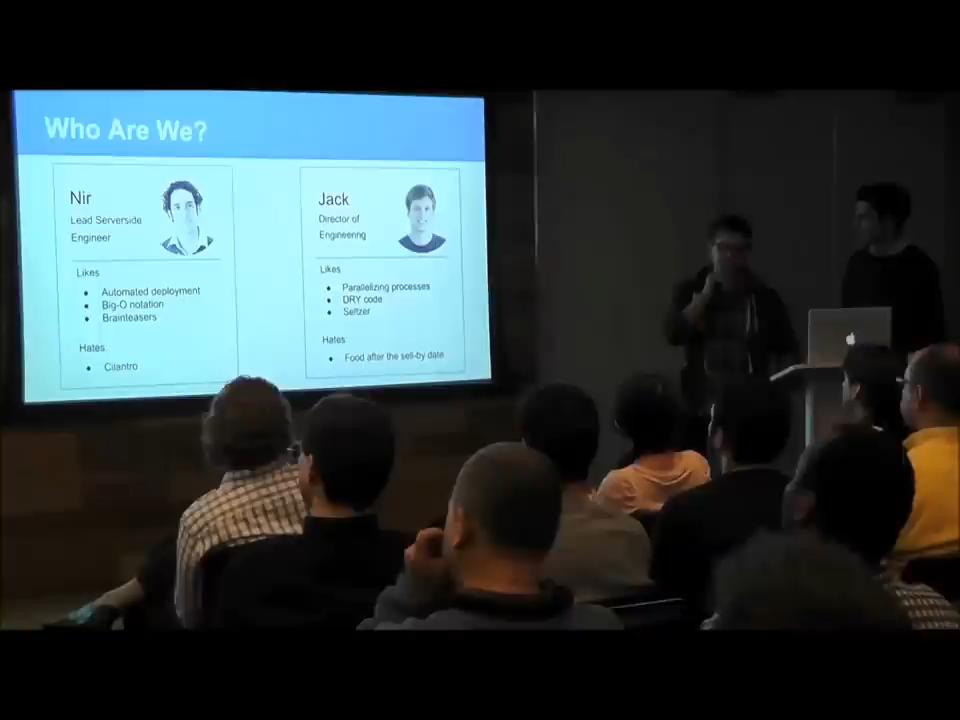 Who Are We?
Nir
Lead Serverside
Engineer
Likes
Automated deployment
Big-O notation
Brainteasers
Hates:
Cilantro
Jack
Director of
Engineering
Likes
Parallelizing processes
DRY code
Seltzer
Hates:
Food after the sell-by date